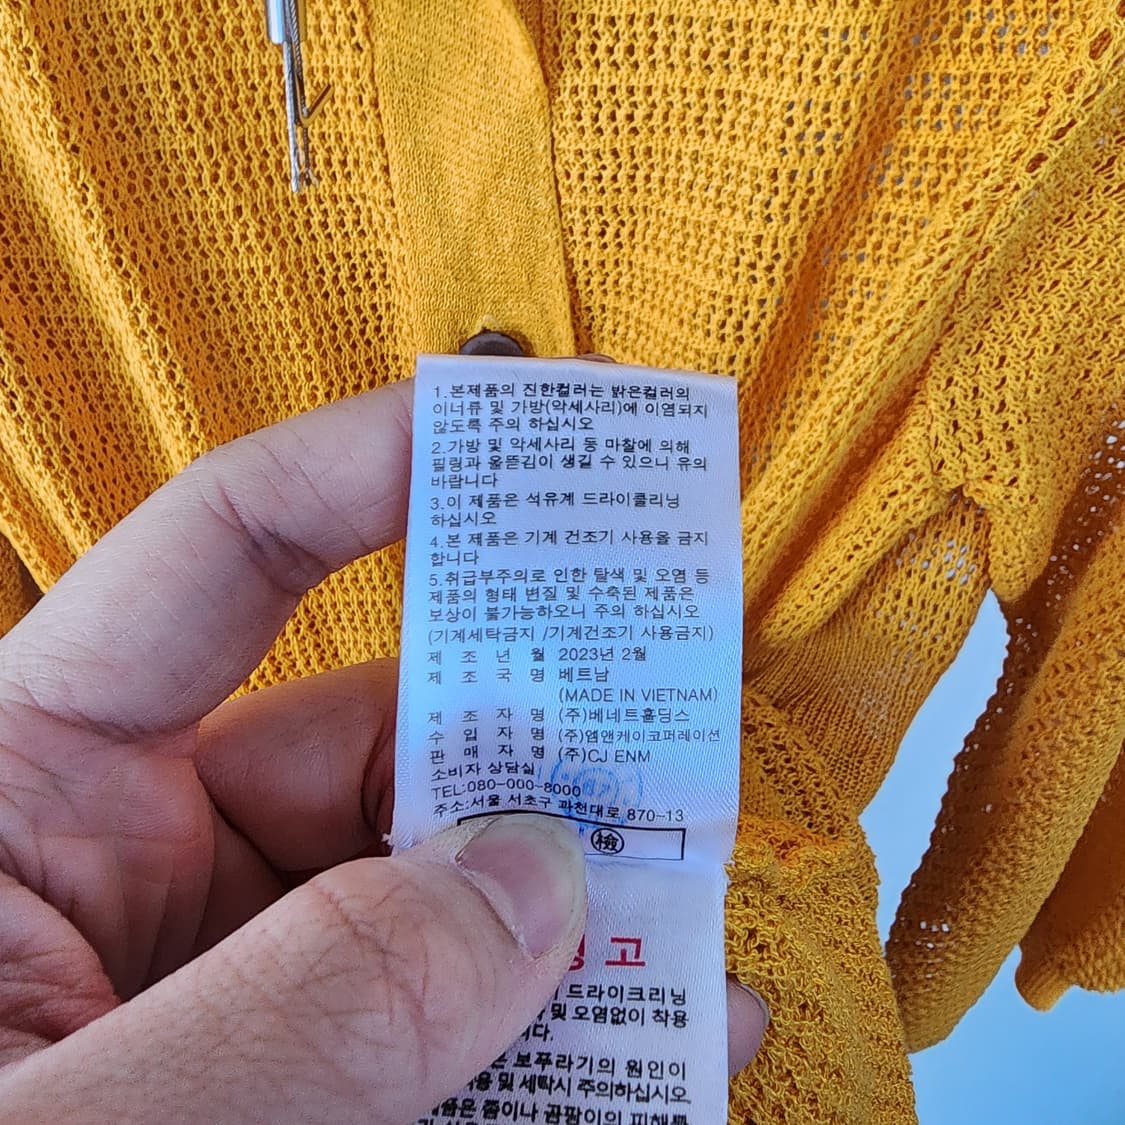 1.본제품의 진한컬러는 밝은컬러의
이너류 및 가방(악세사리)에 이염되지
않도록 주의 하십시오
2.가방 및 악세사리 등 마찰에 의해
필링과 올뜯김이 생길 수 있으니 유의
바랍니다
3.이 제품은 석유계 드라이클리닝
하십시오
4.본 제품은 기계 건조기 사용을 금지
합니다
5.취급부주의로 인한 탈색 및 오염 등
제품의 형태 변질 및 수축된 제품은
보상이 불가능하오니 주의 하십시오
(기계세탁금지 /기계건조기 사용금지)
제 조 년 월 2023년 2월
제 조 국 명 베트남
(MADE IN VIETNAM)
제 조 자 명 (주)베네트홀딩스
수 입 자 명 (주)엠앤케이코퍼레이션
판 매 자 명 (주)CJ ENM
소비자 상담실
TEL:080-000-8000
주소:서울 서초구 과천대로 870-13
檢
고
드라이크리닝
및 오염없이 착용
보푸라기의 원인이
및 세탁시 주의하십시오
좀이나 곰팡이의 피해를